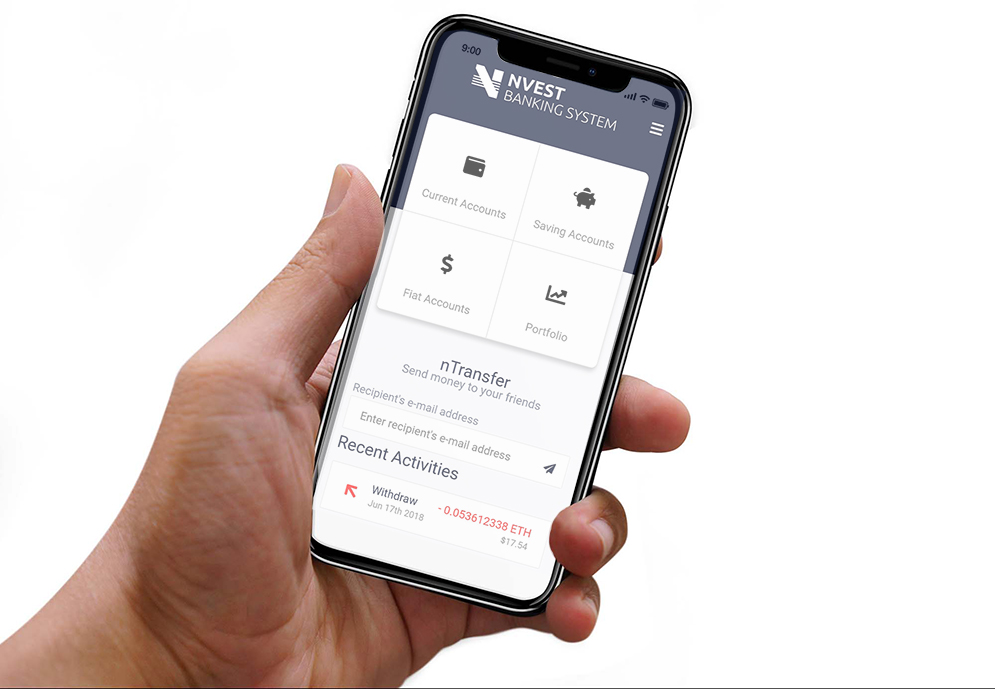 9:00
NVEST
BANKING SYSTEM
Current Accounts
Saving Accounts
Fiat Accounts
Portfolio
nTransfer
Send money to your friends
Recipient's e-mail address
Enter recipient's e-mail address
Recent Activities
Withdraw
Jun 17th 2018
- 0.053612338 ETH
$17.54